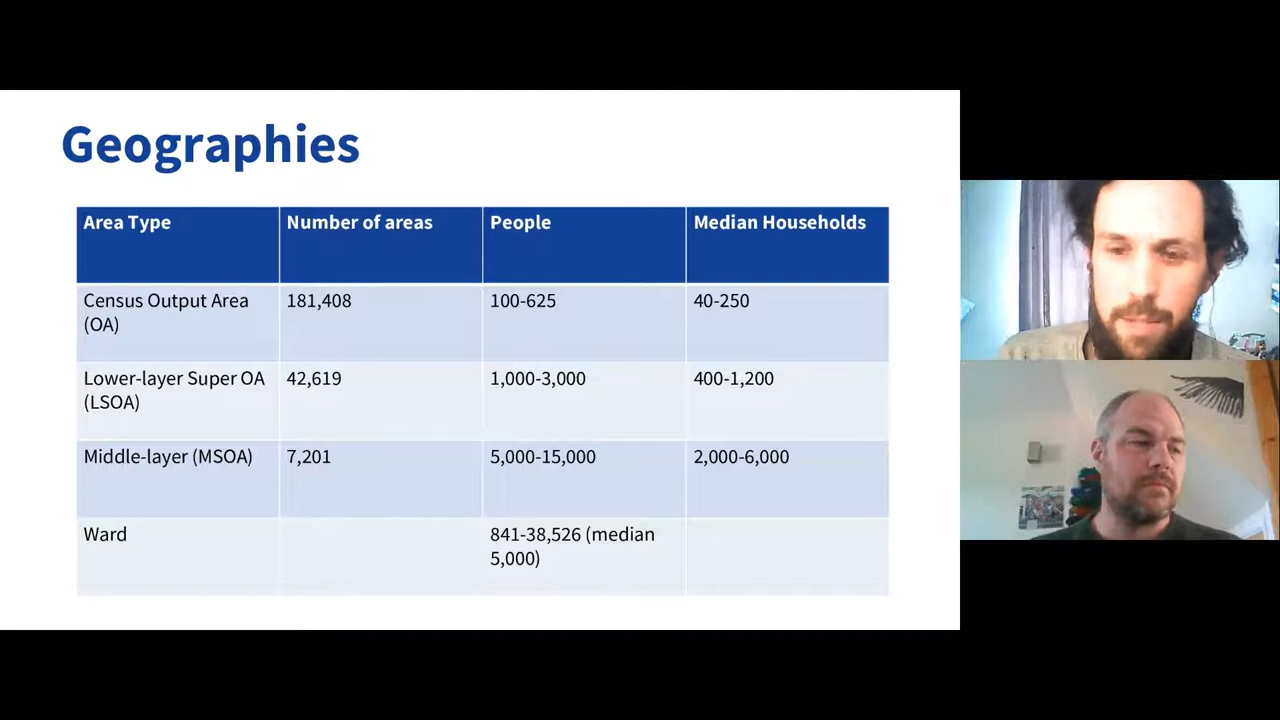 Geographies
Area Type
Number of areas
People
Median Households
Census Output Area
(OA)
181,408
100-625
40-250
Lower-layer Super OA
(LSOA)
42,619
1,000-3,000
400-1,200
Middle-layer (MSOA)
7,201
5,000-15,000
2,000-6,000
Ward
841-38,526 (median
5,000)